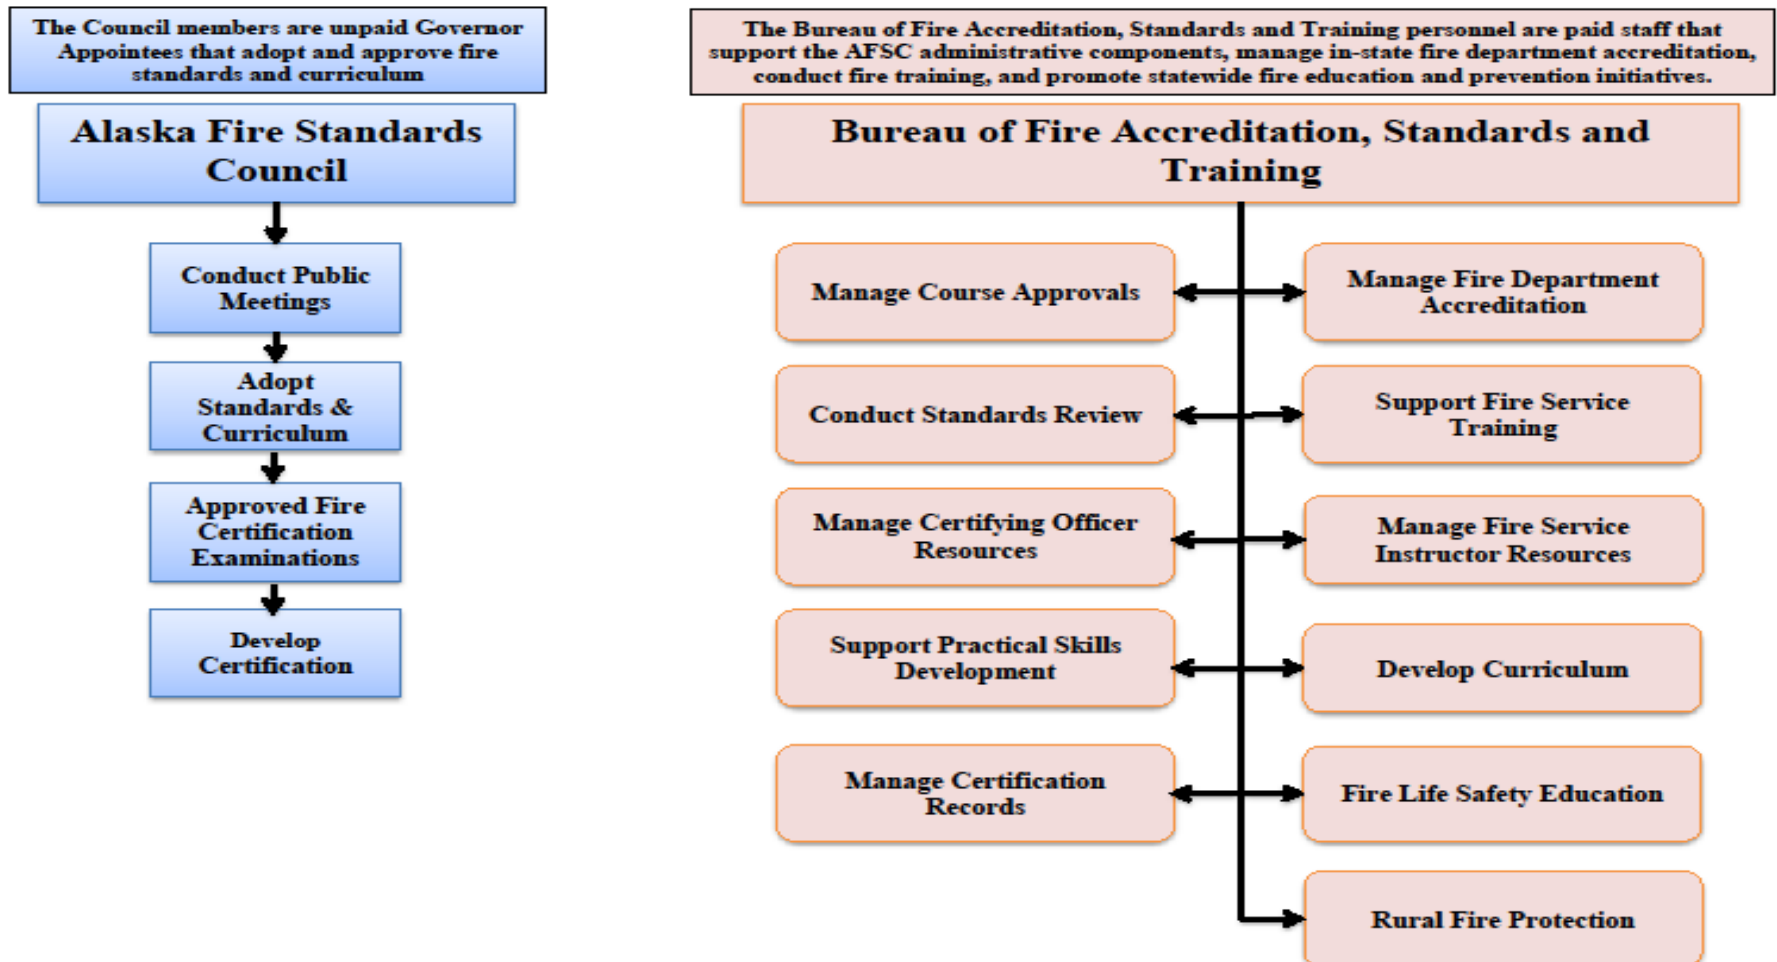 The Council members are unpaid Governor
Appointees that adopt and approve fire
standards and curriculum
Alaska Fire Standards
Council
Conduct Public
Meetings
Adopt
Standards &
Curriculum
Approved Fire
Certification
Examinations
Develop
Certification
The Bureau of Fire Accreditation, Standards and Training personnel are paid staff that
support the AFSC administrative components, manage in-state fire department accreditation,
conduct fire training, and promote statewide fire education and prevention initiatives.
Bureau of Fire Accreditation, Standards and
Training
Manage Course Approvals
Manage Fire Department
Accreditation
Conduct Standards Review
Support Fire Service
Training
Manage Certifying Officer
Resources
Manage Fire Service
Instructor Resources
Support Practical Skills
Development
Develop Curriculum
Manage Certification
Records
Fire Life Safety Education
Rural Fire Protection